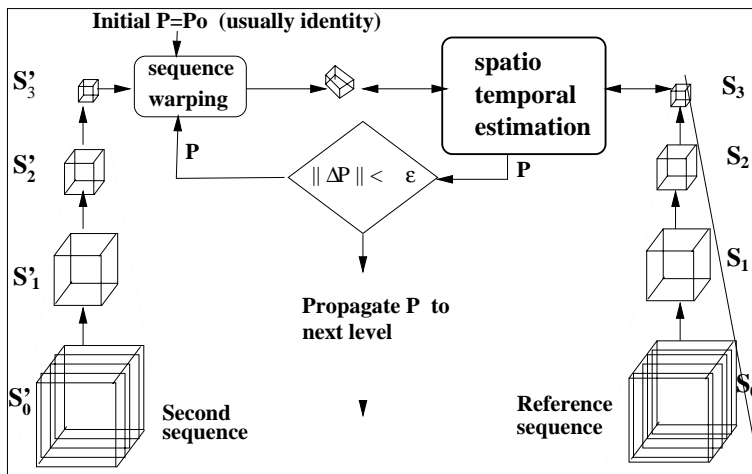 Initial P=Po (usually identity)
S'3
sequence
warping
spatio
temporal
estimation
S3
P
P
S'2
|| ΔP || < ε
S2
S'1
S1
Propagate P to
next level
S'0
Second
sequence
Reference
sequence
S